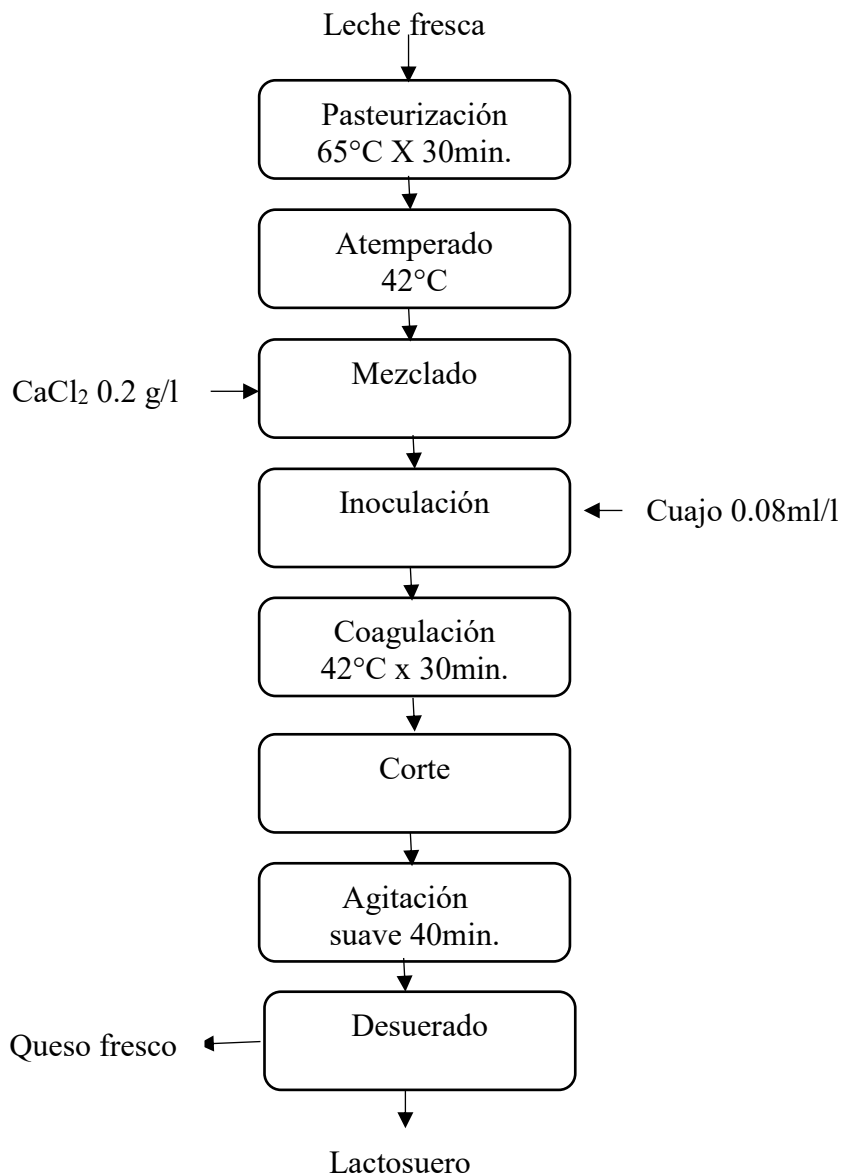 Leche fresca
Pasteurización
65°C X 30min.
Atemperado
42°C
Mezclado
CaCl₂ 0.2 g/l
Inoculación
Cuajo 0.08ml/l
Coagulación
42°C x 30min.
Corte
Agitación
suave 40min.
Desuerado
Queso fresco
Lactosuero